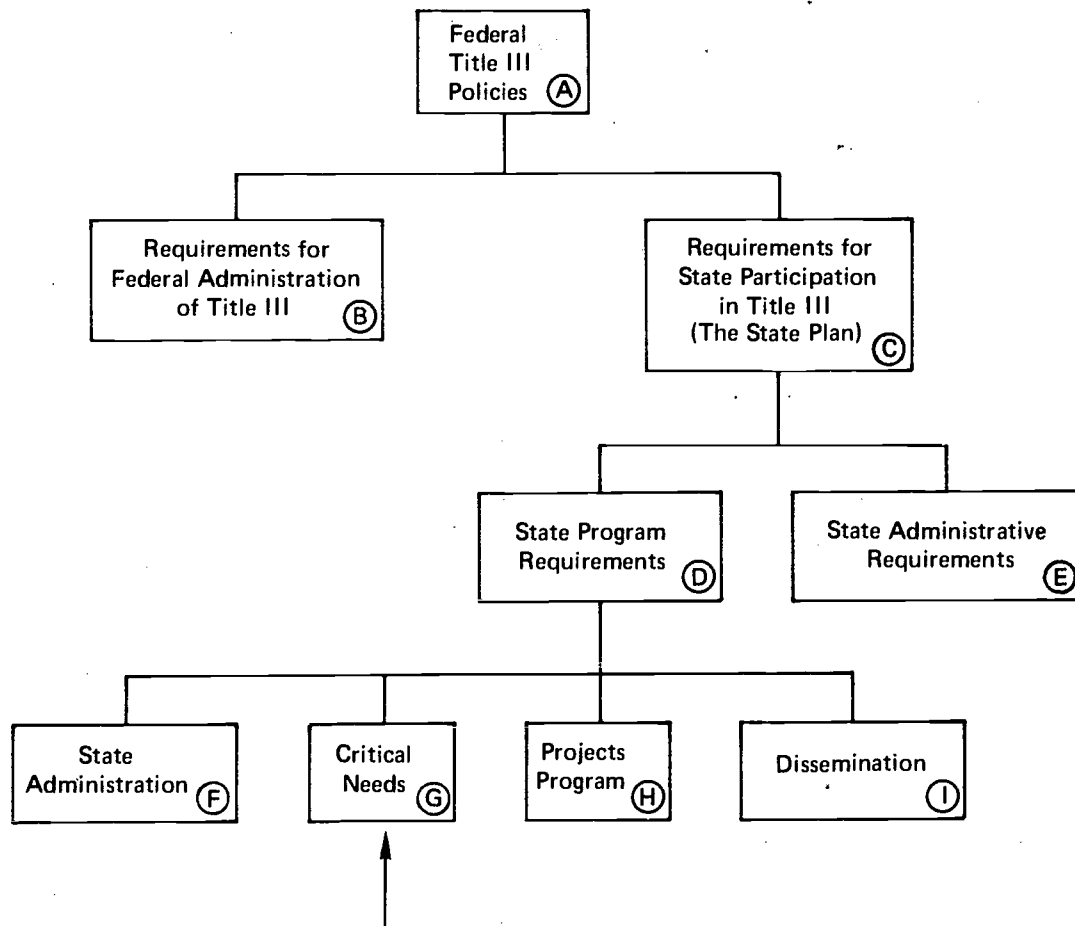 Federal
Title III
Policies A
Requirements for
Federal Administration
of Title III B
Requirements for
State Participation
in Title III
(The State Plan) C
State Program
Requirements D
State Administrative
Requirements E
State
Administration F
Critical
Needs G
Projects
Program H
Dissemination
I